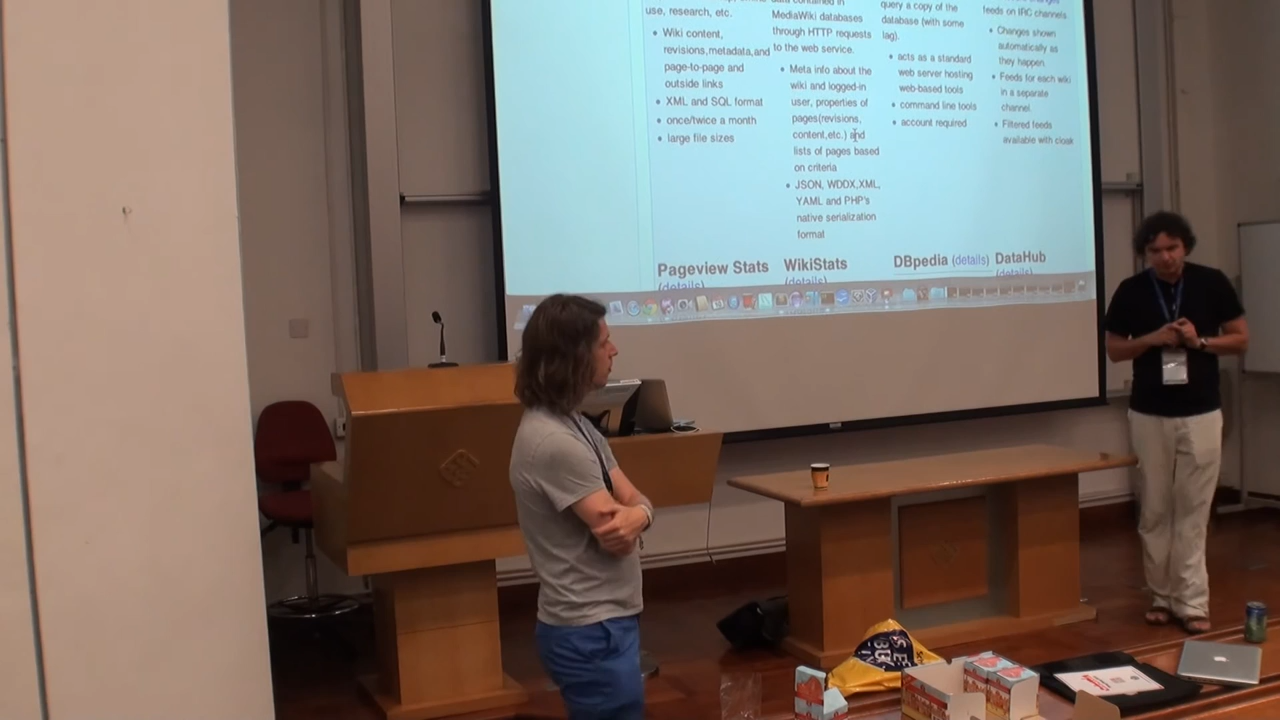 use, research, etc.
• Wiki content,
revisions,metadata,and
page-to-page and
outside links
• XML and SQL format
• once/twice a month
• large file sizes
data contained in
MediaWiki databases
through HTTP requests
to the web service.
• Meta info about the
wiki and logged-in
user, properties of
pages(revisions,
content,etc.) and
lists of pages based
on criteria
• JSON, WDDX,XML,
YAML and PHP's
native serialization
format
query a copy of the
database (with some
lag).
• acts as a standard
web server hosting
web-based tools
• command line tools
• account required
feeds on IRC channels.
• Changes shown
automatically as
they happen.
• Feeds for each wiki
in a separate
channel.
• Filtered feeds
available with cloak
Pageview Stats
(details)
WikiStats
(details)
DBpedia (details)
DataHub
(details)